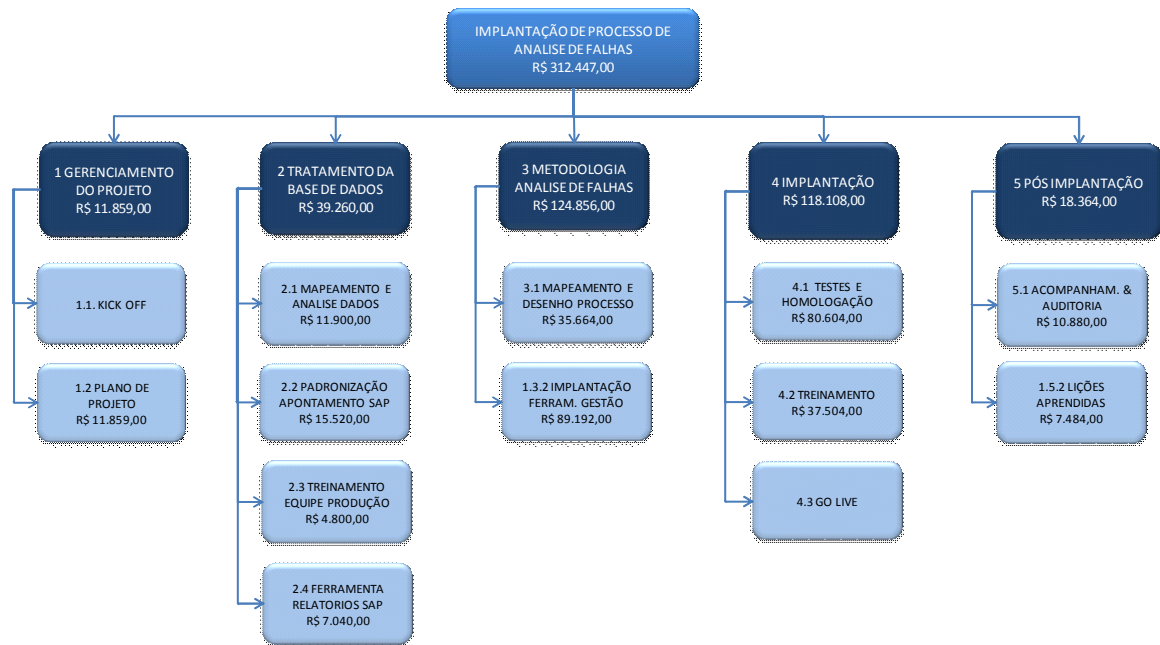 IMPLANTAÇÃO DE PROCESSO DE
ANALISE DE FALHAS
R$ 312.447,00
1 GERENCIAMENTO
DO PROJETO
R$ 11.859,00
1.1. KICK OFF
1.2 PLANO DE
PROJETO
R$ 11.859,00
2 TRATAMENTO DA
BASE DE DADOS
R$ 39.260,00
2.1 MAPEAMENTO E
ANALISE DADOS
R$ 11.900,00
2.2 PADRONIZAÇÃO
APONTAMENTO SAP
R$ 15.520,00
2.3 TREINAMENTO
EQUIPE PRODUÇÃO
R$ 4.800,00
2.4 FERRAMENTA
RELATORIOS SAP
R$ 7.040,00
3 METODOLOGIA
ANALISE DE FALHAS
R$ 124.856,00
3.1 MAPEAMENTO E
DESENHO PROCESSO
R$ 35.664,00
1.3.2 IMPLANTAÇÃO
FERRAM. GESTÃO
R$ 89.192,00
4 IMPLANTAÇÃO
R$ 118.108,00
4.1 TESTES E
HOMOLOGAÇÃO
R$ 80.604,00
4.2 TREINAMENTO
R$ 37.504,00
4.3 GO LIVE
5 PÓS IMPLANTAÇÃO
R$ 18.364,00
5.1 ACOMPANHAM. &
AUDITORIA
R$ 10.880,00
1.5.2 LIÇÕES
APRENDIDAS
R$ 7.484,00